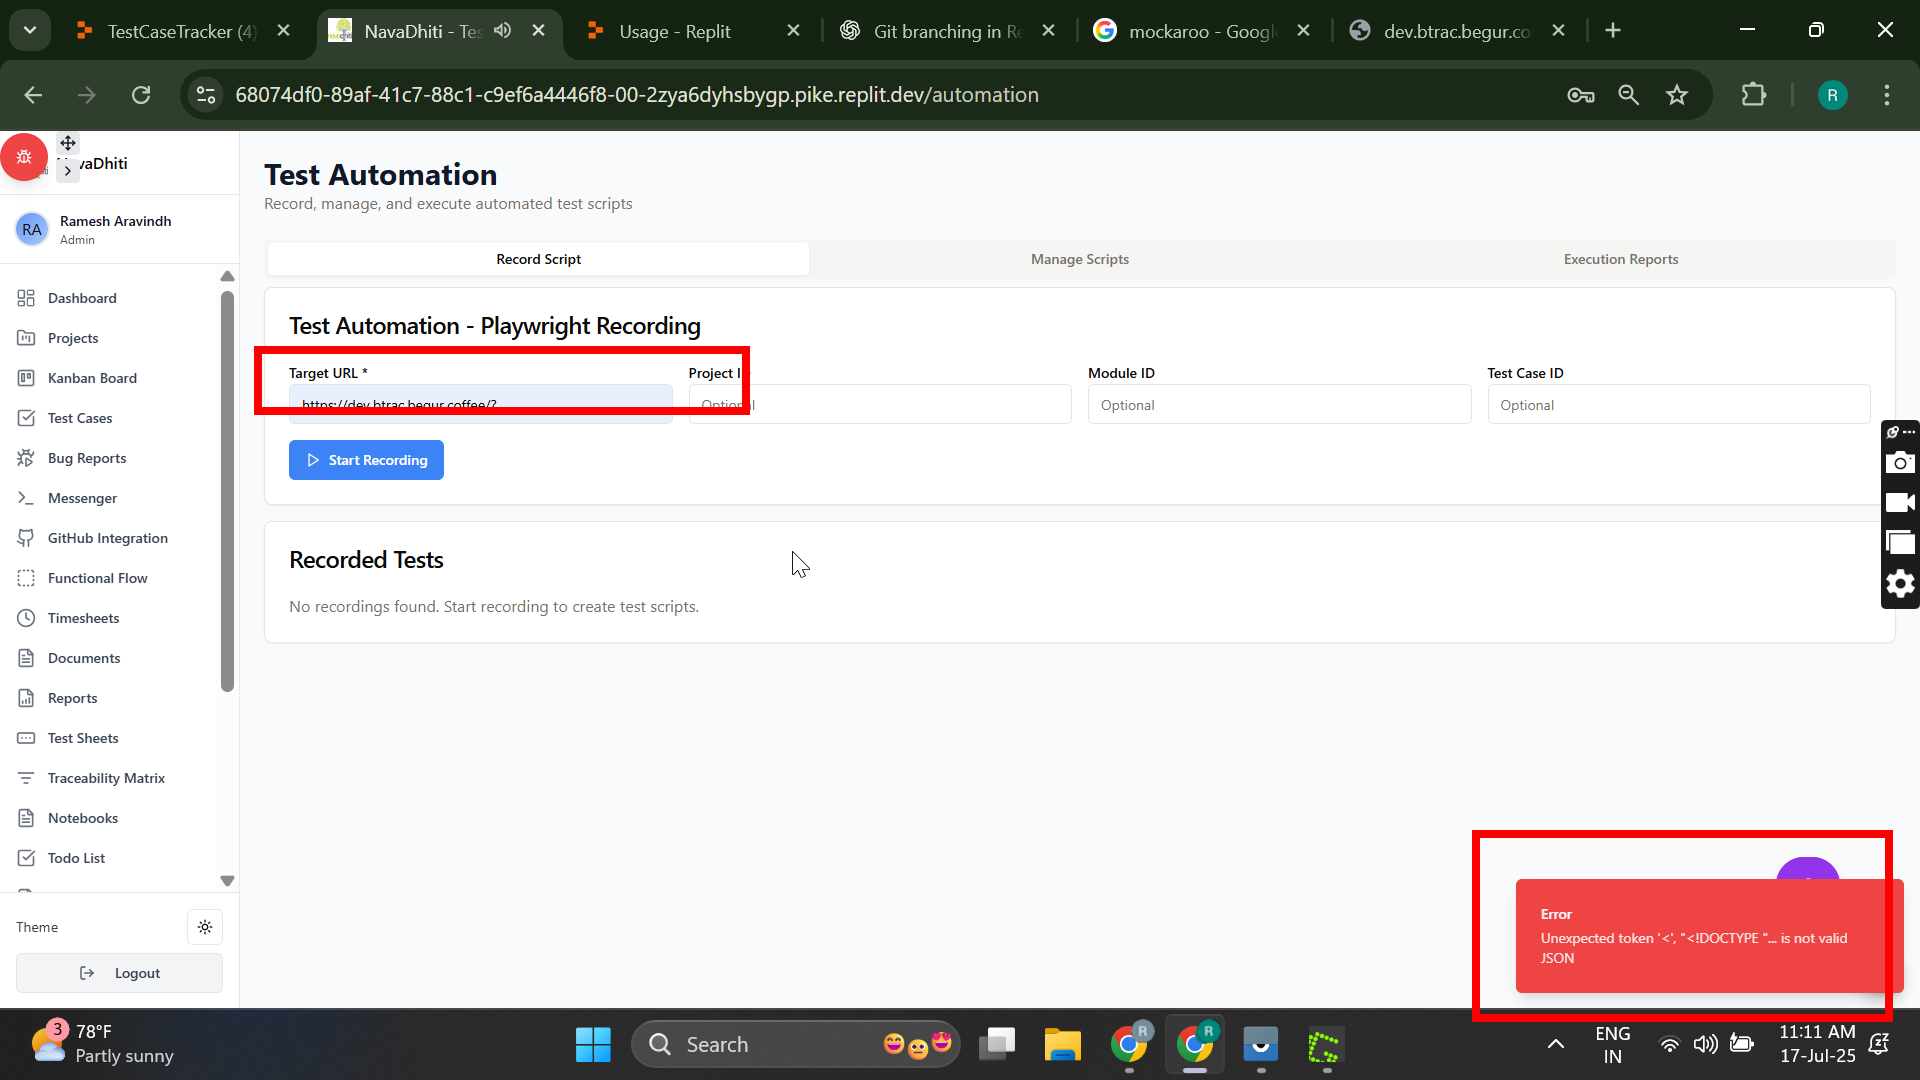 TestCaseTracker (4)
NavaDhiti - Tes
Usage - Replit
Git branching in Re
mockaroo - Googl
dev.btrac.begur.co
68074df0-89af-41c7-88c1-c9ef6a4446f8-00-2zya6dyhsbygp.pike.replit.dev/automation
R
vaDhiti
RA
Ramesh Aravindh
Admin
Dashboard
Projects
Kanban Board
Test Cases
Bug Reports
Messenger
GitHub Integration
Functional Flow
Timesheets
Documents
Reports
Test Sheets
Traceability Matrix
Notebooks
Todo List
Theme
Logout
Test Automation
Record, manage, and execute automated test scripts
Record Script
Manage Scripts
Execution Reports
Test Automation - Playwright Recording
Target URL *
Project I
Module ID
Test Case ID
https://dev.btrac.begur.coffee/?
Optional
Optional
Optional
Start Recording
Recorded Tests
No recordings found. Start recording to create test scripts.
Error
Unexpected token '<', "<!DOCTYPE "... is not valid
JSON
3
78°F
Partly sunny
Search
R
R
ENG
IN
11:11 AM
17-Jul-25